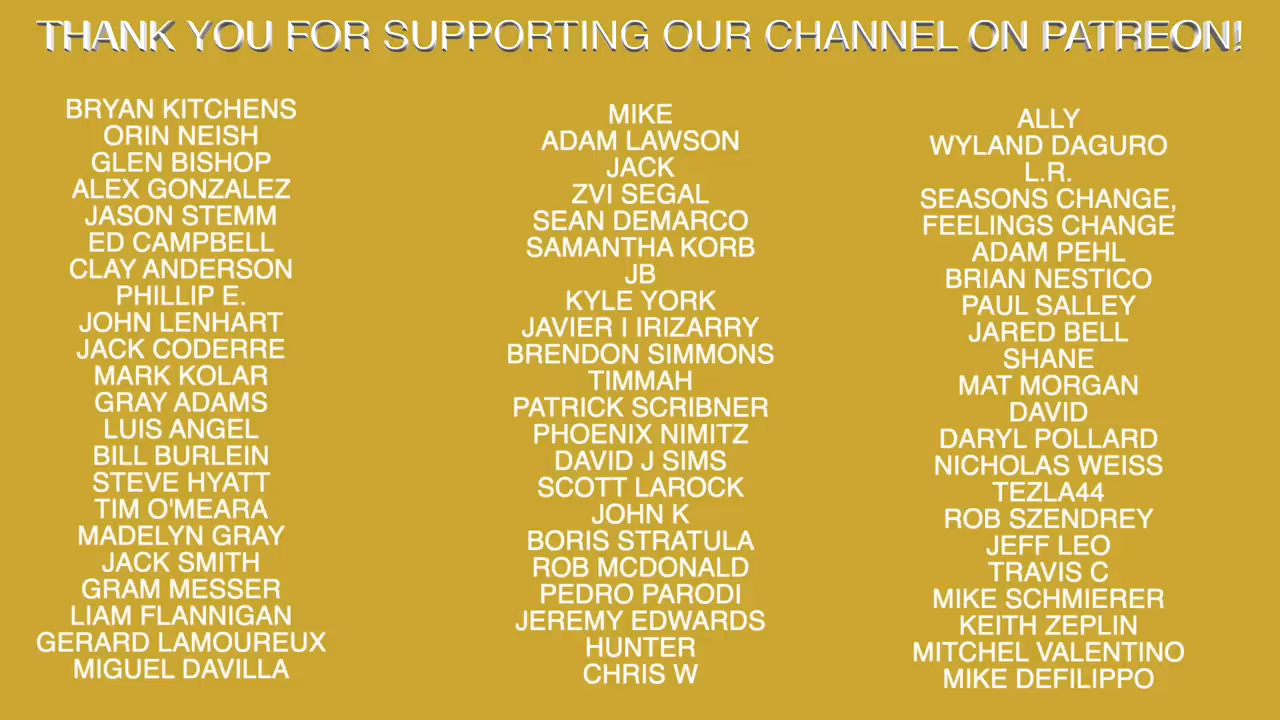 THANK YOU FOR SUPPORTING OUR CHANNEL ON PATREON!
BRYAN KITCHENS
ORIN NEISH
GLEN BISHOP
ALEX GONZALEZ
JASON STEMM
ED CAMPBELL
CLAY ANDERSON
PHILLIP E.
JOHN LENHART
JACK CODERRE
MARK KOLAR
GRAY ADAMS
LUIS ANGEL
BILL BURLEIN
STEVE HYATT
TIM O'MEARA
MADELYN GRAY
JACK SMITH
GRAM MESSER
LIAM FLANNIGAN
GERARD LAMOUREUX
MIGUEL DAVILLA
MIKE
ADAM LAWSON
JACK
ZVI SEGAL
SEAN DEMARCO
SAMANTHA KORB
JB
KYLE YORK
JAVIER I IRIZARRY
BRENDON SIMMONS
TIMMAH
PATRICK SCRIBNER
PHOENIX NIMITZ
DAVID J SIMS
SCOTT LAROCK
JOHN K
BORIS STRATULA
ROB MCDONALD
PEDRO PARODI
JEREMY EDWARDS
HUNTER
CHRIS W
ALLY
WYLAND DAGURO
L.R.
SEASONS CHANGE,
FEELINGS CHANGE
ADAM PEHL
BRIAN NESTICO
PAUL SALLEY
JARED BELL
SHANE
MAT MORGAN
DAVID
DARYL POLLARD
NICHOLAS WEISS
TEZLA44
ROB SZENDREY
JEFF LEO
TRAVIS C
MIKE SCHMIERER
KEITH ZEPLIN
MITCHEL VALENTINO
MIKE DEFILIPPO